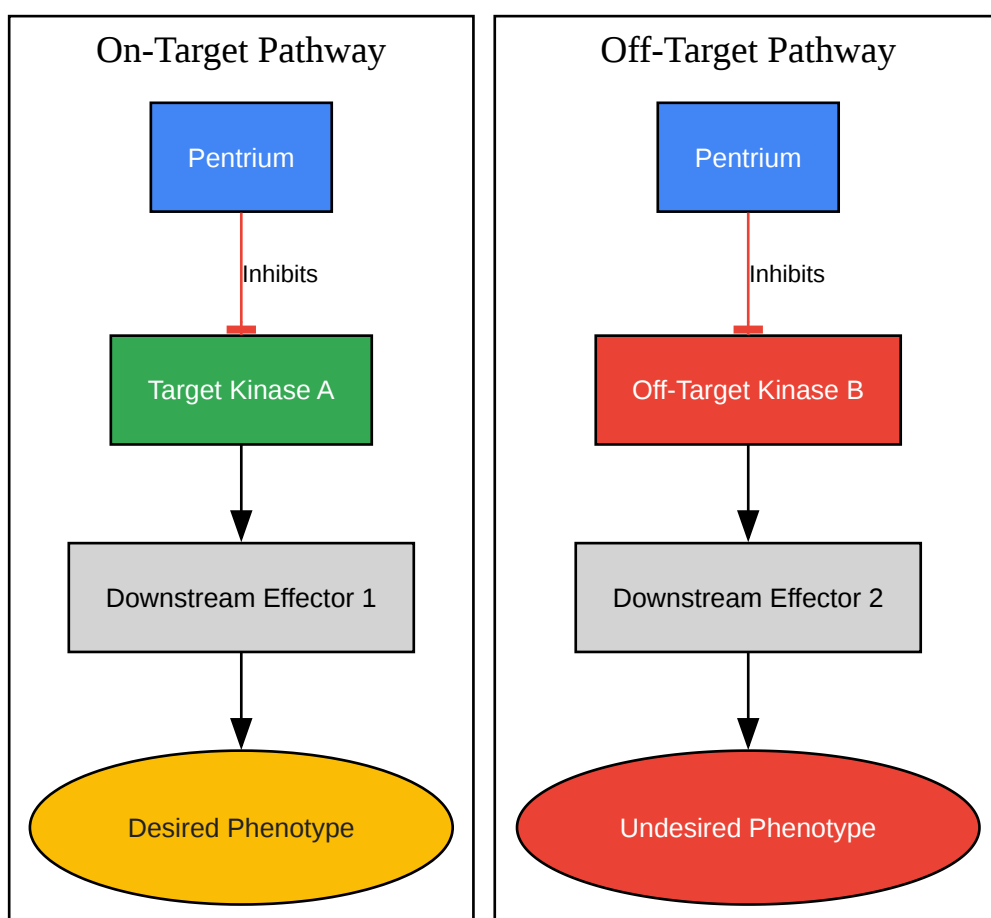 On-Target Pathway
Pentrium
Inhibits
Target Kinase A
Downstream Effector 1
Desired Phenotype
Off-Target Pathway
Pentrium
Inhibits
Off-Target Kinase B
Downstream Effector 2
Undesired Phenotype